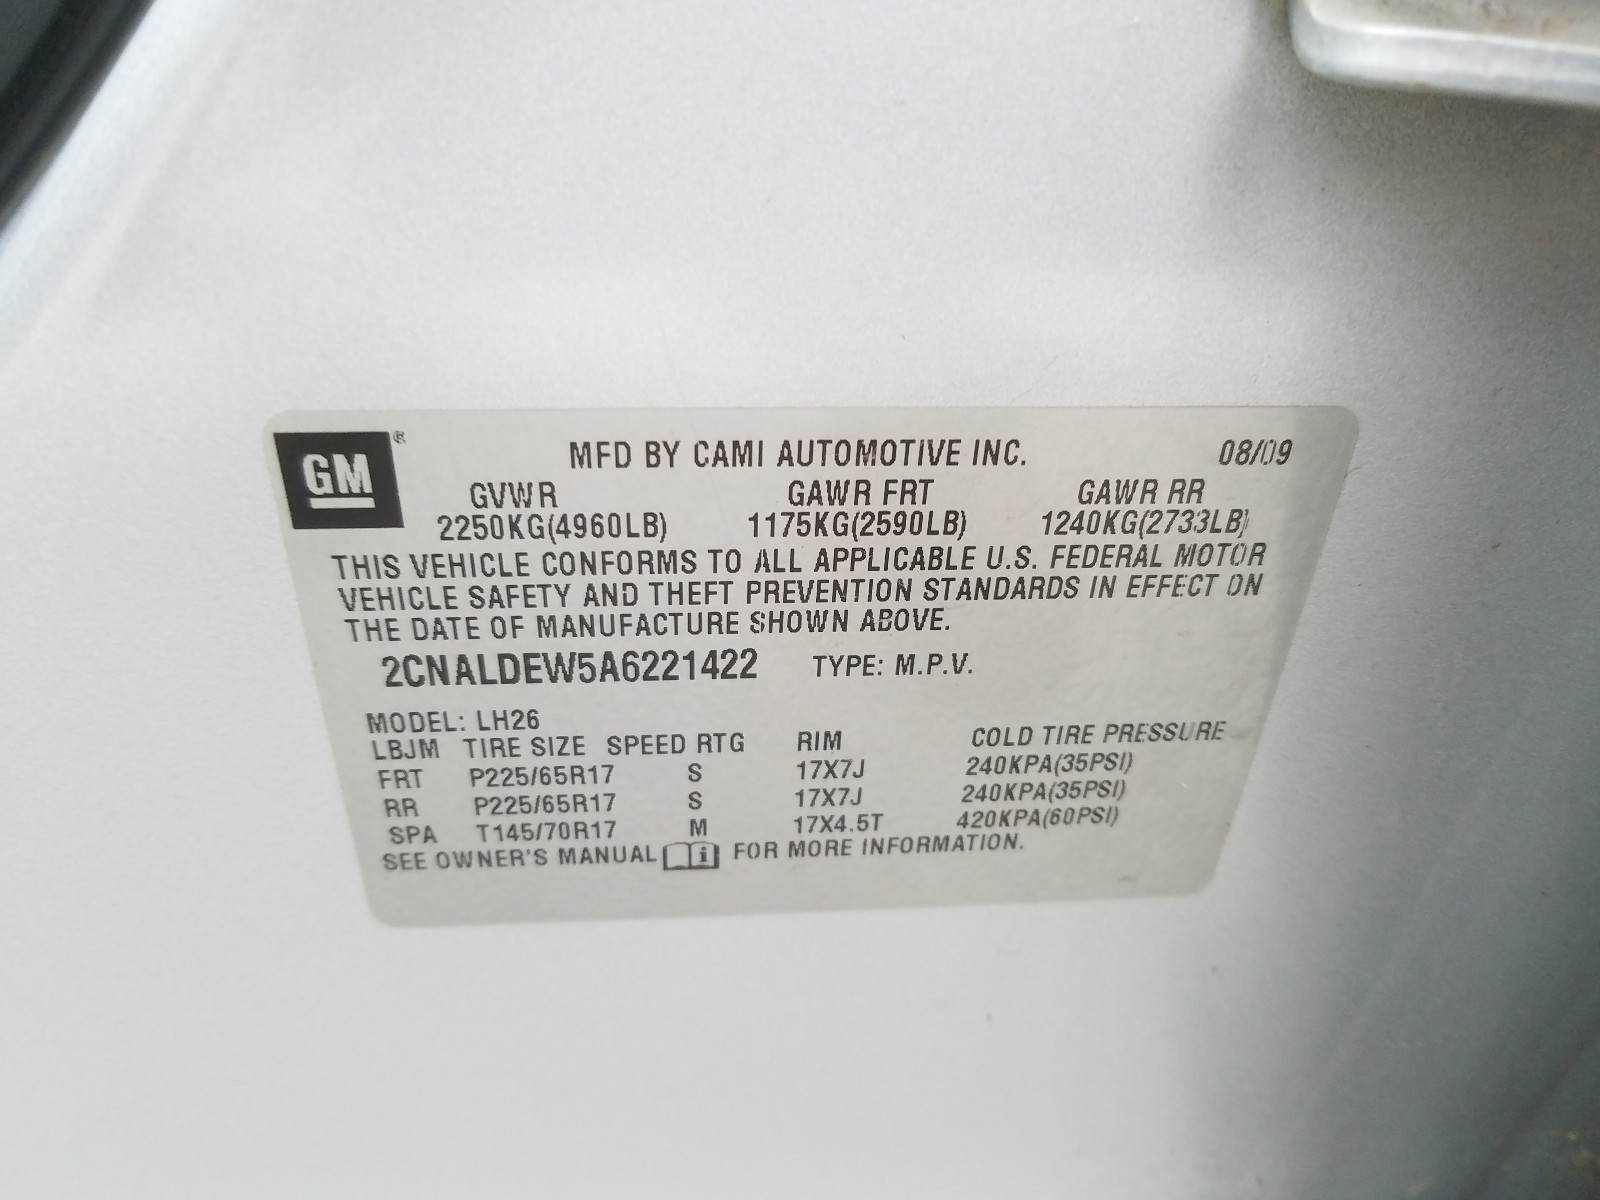 GM ®
MFD BY CAMI AUTOMOTIVE INC. 08/09
GVWR GAWR FRT GAWR RR
2250KG(4960LB) 1175KG(2590LB) 1240KG(2733LB)
THIS VEHICLE CONFORMS TO ALL APPLICABLE U.S. FEDERAL MOTOR
VEHICLE SAFETY AND THEFT PREVENTION STANDARDS IN EFFECT ON
THE DATE OF MANUFACTURE SHOWN ABOVE.
2CNALDEW5A6221422 TYPE: M.P.V.
MODEL: LH26
LBJM TIRE SIZE SPEED RTG RIM COLD TIRE PRESSURE
FRT P225/65R17 S 17X7J 240KPA(35PSI)
RR P225/65R17 S 17X7J 240KPA(35PSI)
SPA T145/70R17 M 17X4.5T 420KPA(60PSI)
SEE OWNER'S MANUAL i FOR MORE INFORMATION.